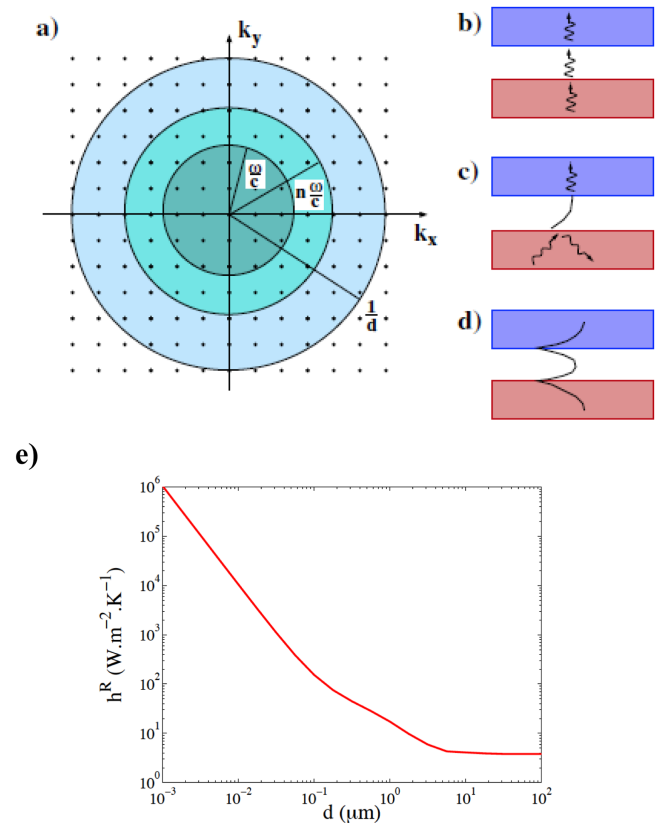 a)
k_y
ω/c
n ω/c
k_x
1/d
b)
c)
d)
e)
h^R (W.m^−2.K^−1)
10^6
10^5
10^4
10^3
10^2
10^1
10^0
10^−3 10^−2 10^−1 10^0 10^1 10^2
d (μm)